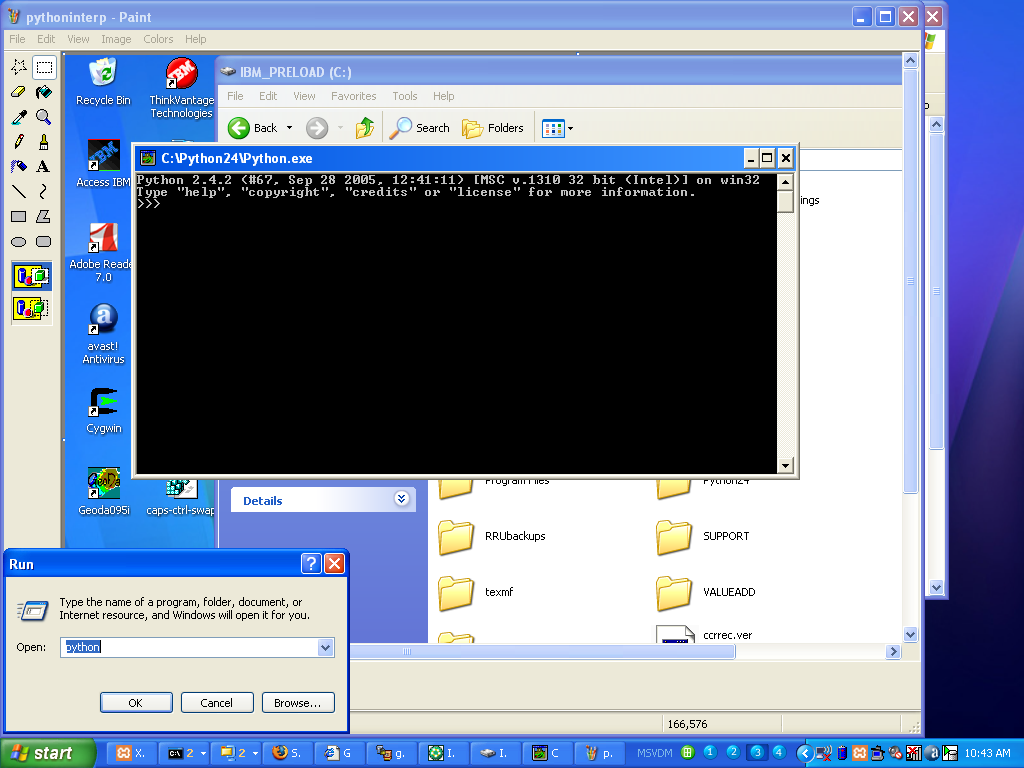 pythoninterp - Paint
File Edit View Image Colors Help
Recycle Bin
ThinkVantage
Technologies
Access IBM
Adobe Reade
7.0
avast!
Antivirus
Cygwin
Geoda095i
caps-ctrl-swap
IBM_PRELOAD (C:)
File Edit View Favorites Tools Help
Back Search Folders
ings
C:\Python24\Python.exe
Python 2.4.2 (#67, Sep 28 2005, 12:41:11) [MSC v.1310 32 bit (Intel)] on win32
Type "help", "copyright", "credits" or "license" for more information.
>>>
Details
Program Files
Python24
RRUbackups
SUPPORT
texmf
VALUEADD
ccrrec.ver
Run
Type the name of a program, folder, document, or
Internet resource, and Windows will open it for you.
Open: python
OK Cancel Browse...
166,576
start X. 2 2 S. G g. I. I. C p. MSVDM 1 2 3 4 10:43 AM